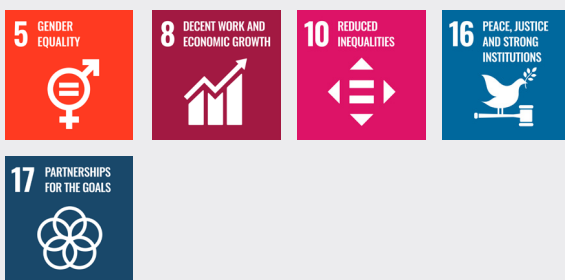 5 GENDER
EQUALITY
8 DECENT WORK AND
ECONOMIC GROWTH
10 REDUCED
INEQUALITIES
16 PEACE, JUSTICE
AND STRONG
INSTITUTIONS
17 PARTNERSHIPS
FOR THE GOALS